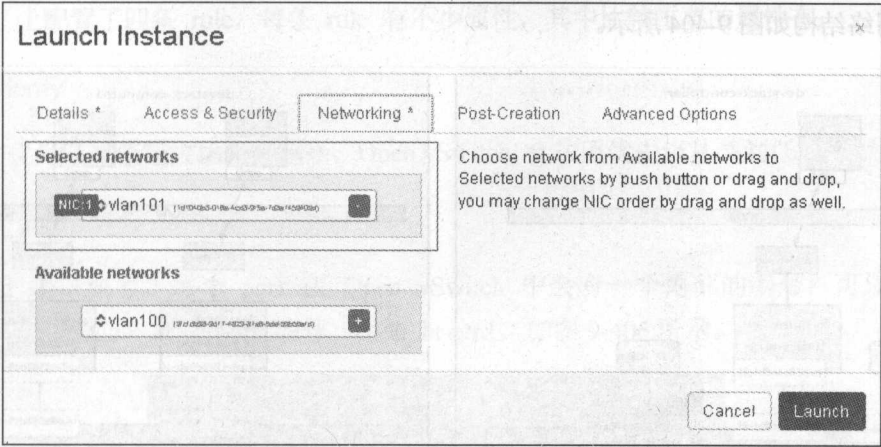 Launch Instance
×
Details *
Access & Security
Networking *
Post-Creation
Advanced Options
Selected networks
NIC:1
vlan101
-
Available networks
vlan100
+
Choose network from Available networks to
Selected networks by push button or drag and drop,
you may change NIC order by drag and drop as well.
Cancel
Launch